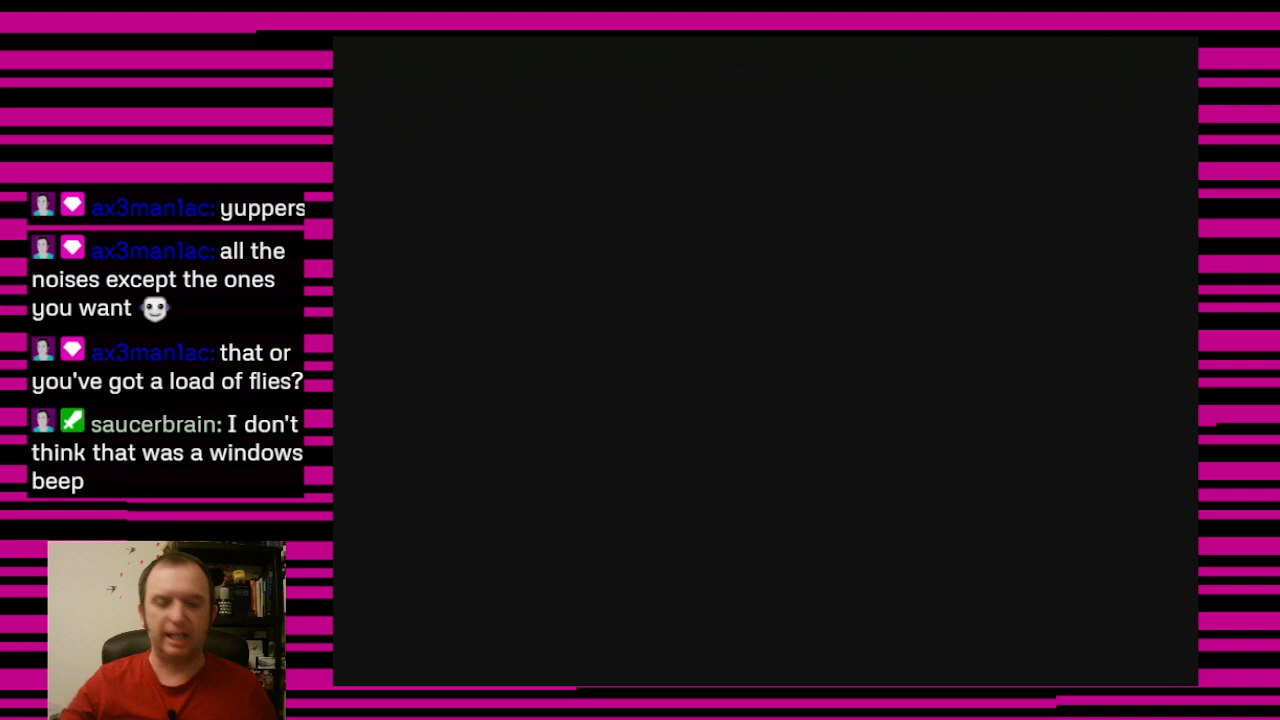 ax3man1ac: yuppers
ax3man1ac: all the
noises except the ones
you want
ax3man1ac: that or
you've got a load of flies?
saucerbrain: I don't
think that was a windows
beep